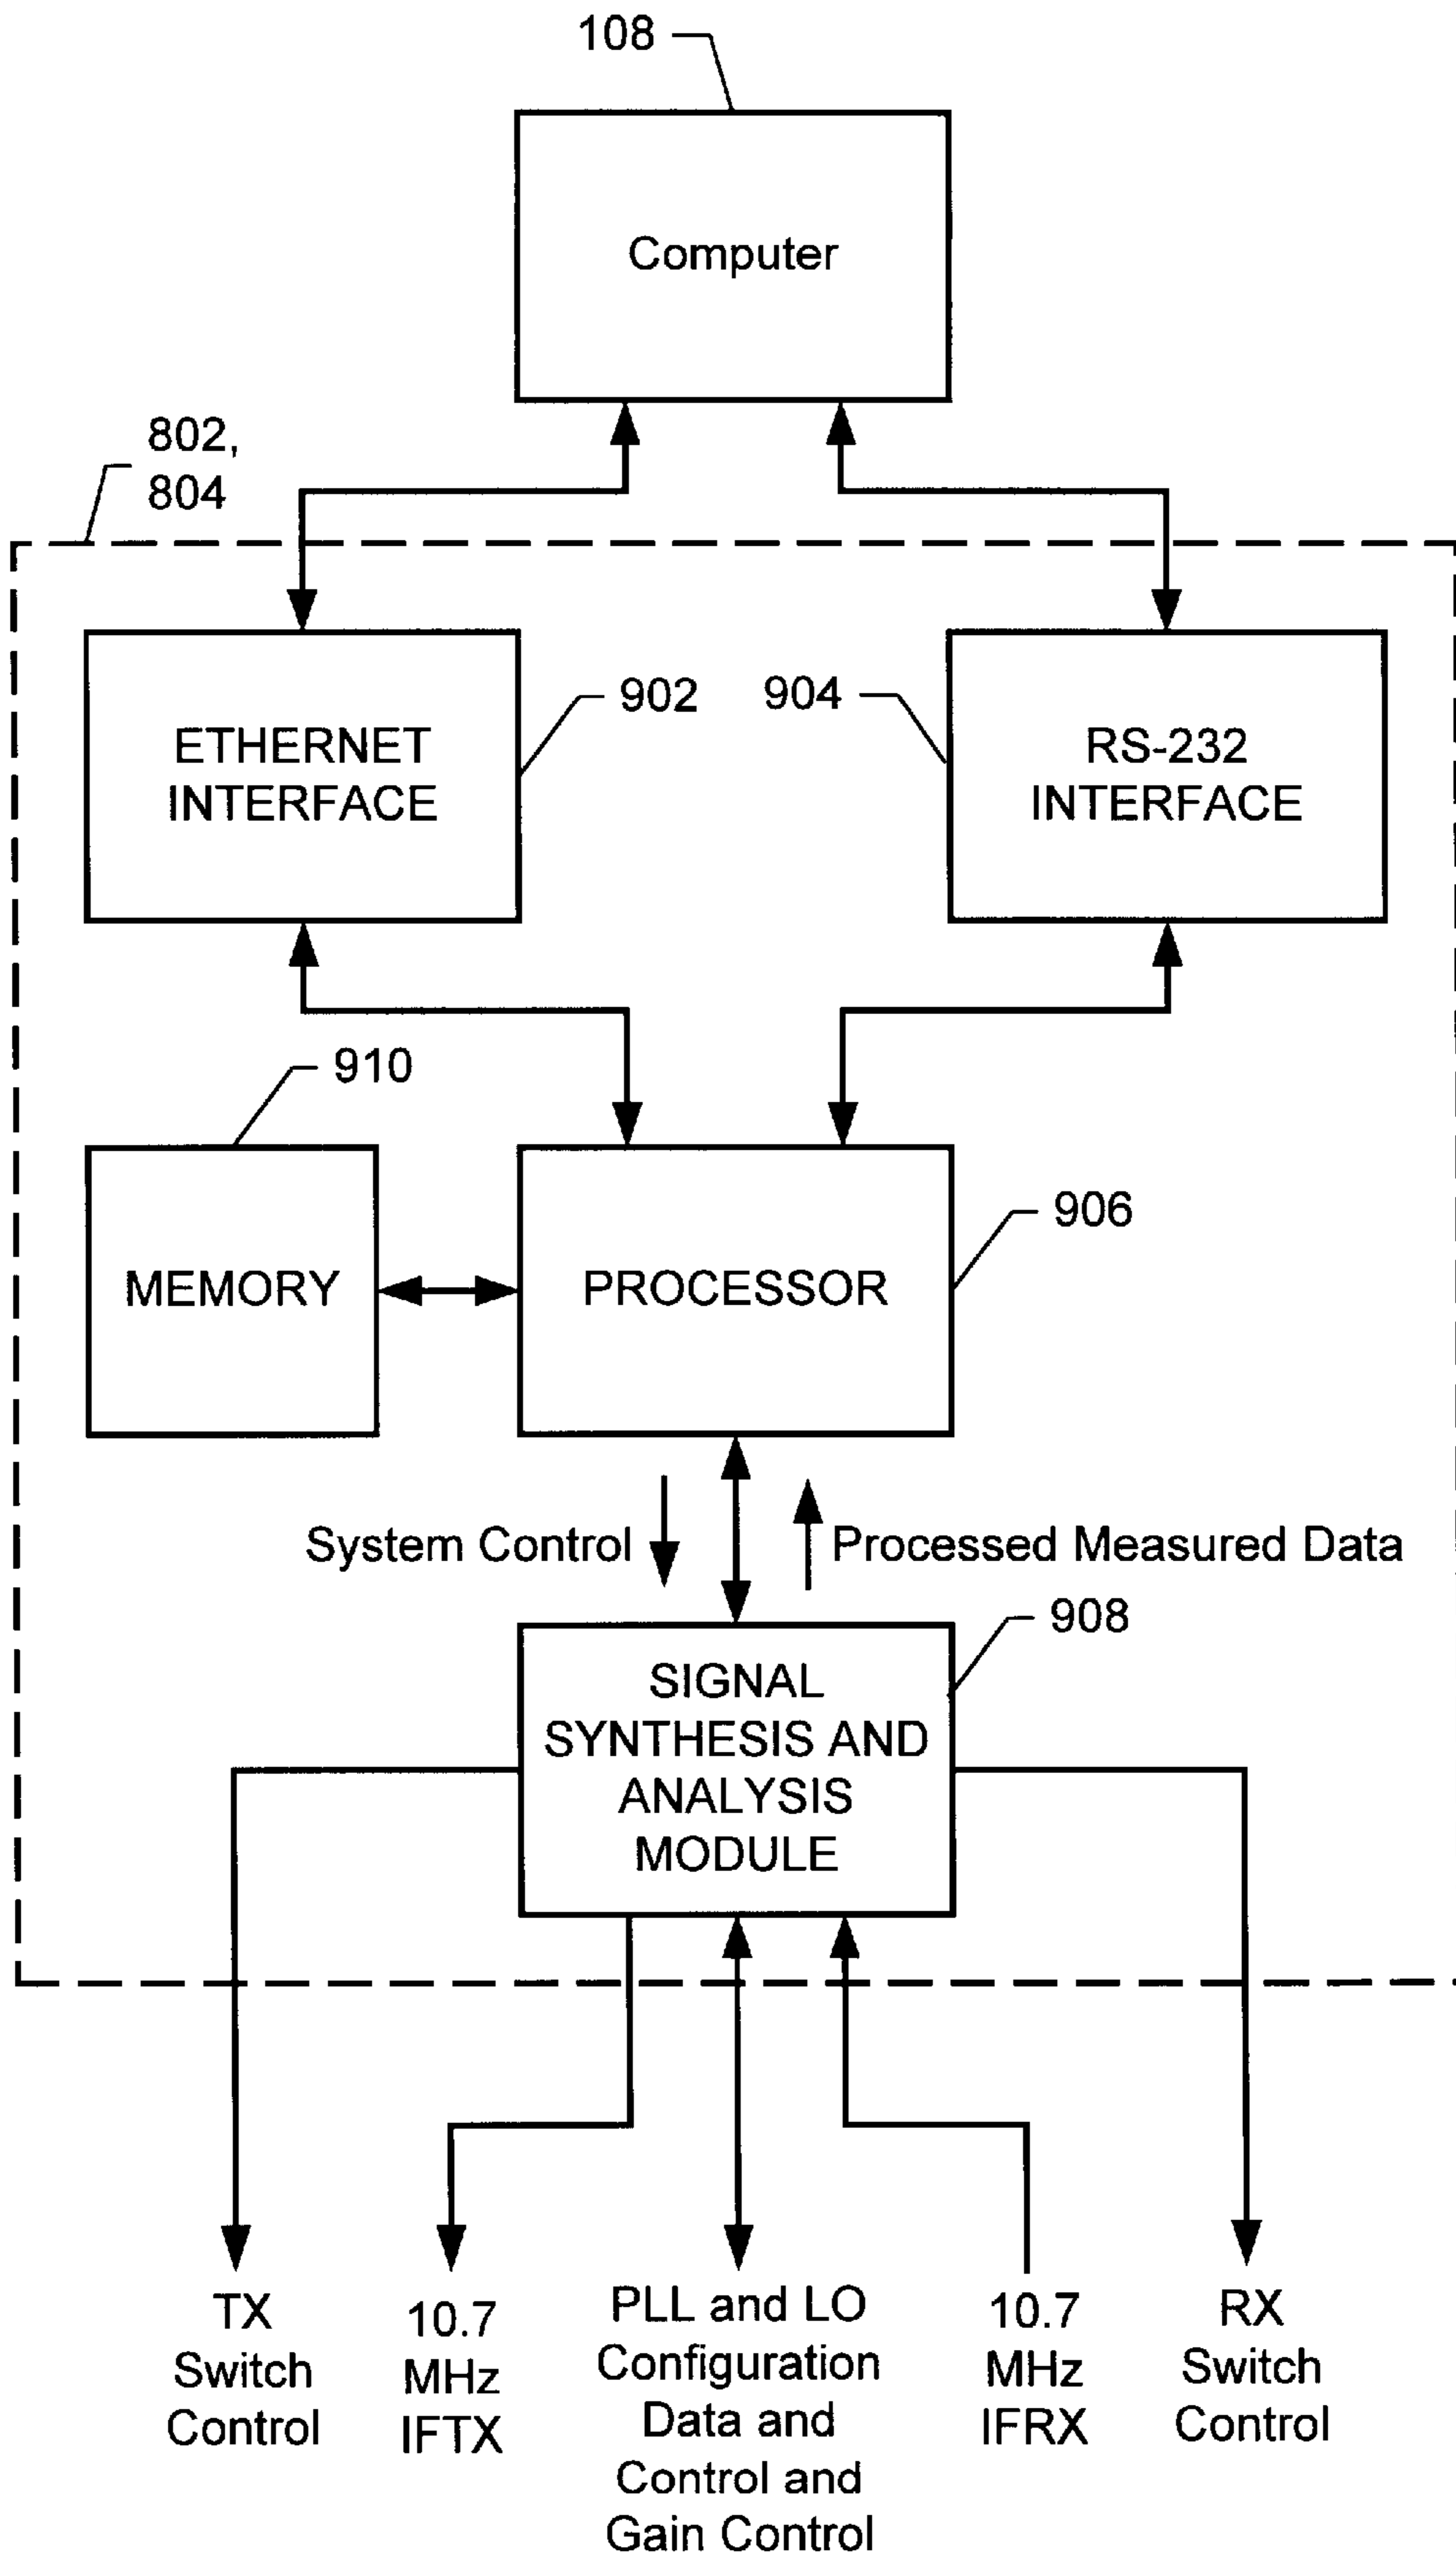 108
Computer
802,
804
ETHERNET
INTERFACE
902
904
RS-232
INTERFACE
910
MEMORY
PROCESSOR
906
System Control
Processed Measured Data
908
SIGNAL
SYNTHESIS AND
ANALYSIS
MODULE
TX
Switch
Control
10.7
MHz
IFTX
PLL and LO
Configuration
Data and
Control and
Gain Control
10.7
MHz
IFRX
RX
Switch
Control